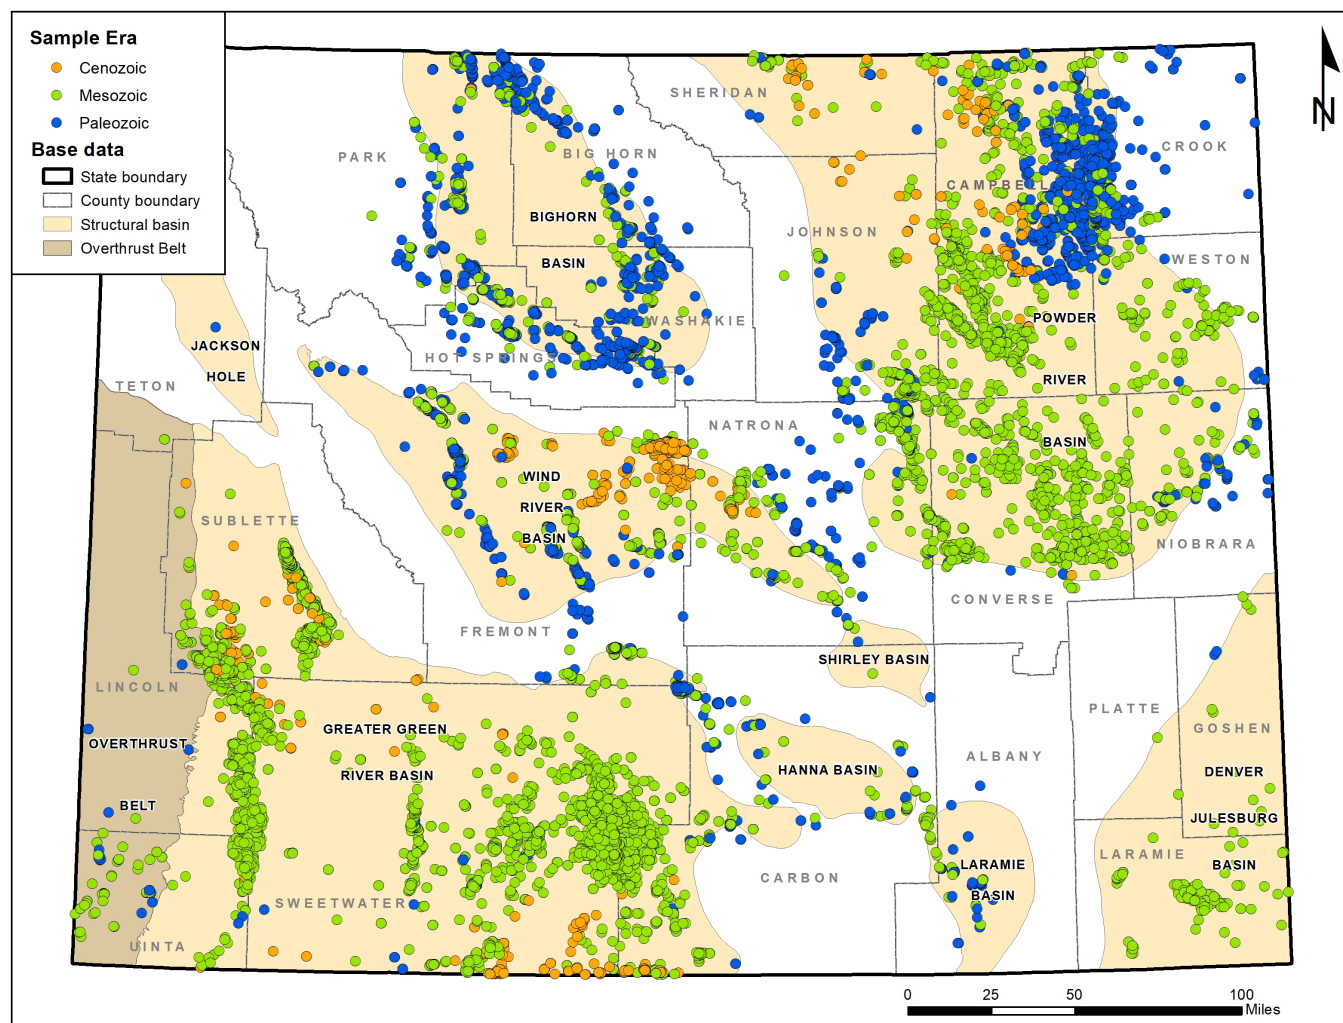 Sample Era
Cenozoic
Mesozoic
Paleozoic
Base data
State boundary
County boundary
Structural basin
Overthrust Belt
N
SHERIDAN
CROOK
PARK
BIG HORN
CAMPBELL
BIGHORN
BASIN
JOHNSON
WESTON
POWDER
RIVER
BASIN
WASHAKIE
JACKSON
HOLE
HOT SPRINGS
TETON
NATRONA
WIND
RIVER
BASIN
SUBLETTE
NIOBRARA
CONVERSE
FREMONT
SHIRLEY BASIN
LINCOLN
PLATTE
GOSHEN
OVERTHRUST
BELT
GREATER GREEN
RIVER BASIN
HANNA BASIN
ALBANY
DENVER
JULESBURG
BASIN
LARAMIE
LARAMIE
BASIN
CARBON
SWEETWATER
UINTA
0 25 50 100
Miles